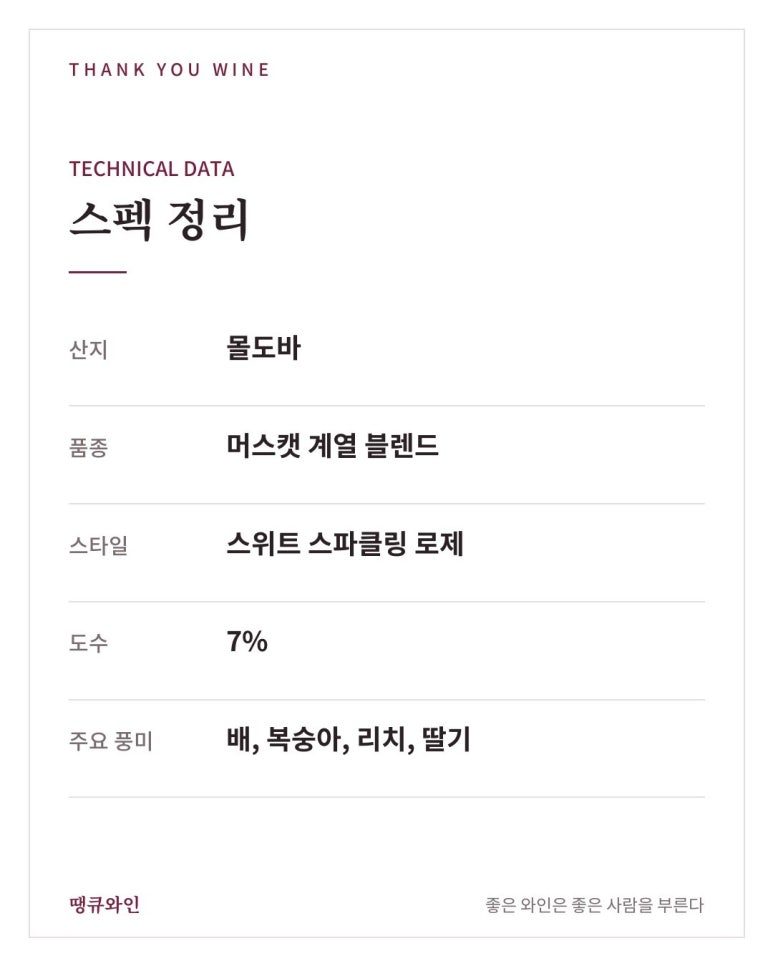 THANK YOU WINE
TECHNICAL DATA
스펙 정리
산지 몰도바
품종 머스캣 계열 블렌드
스타일 스위트 스파클링 로제
도수 7%
주요 풍미 배, 복숭아, 리치, 딸기
땡큐와인 좋은 와인은 좋은 사람을 부른다